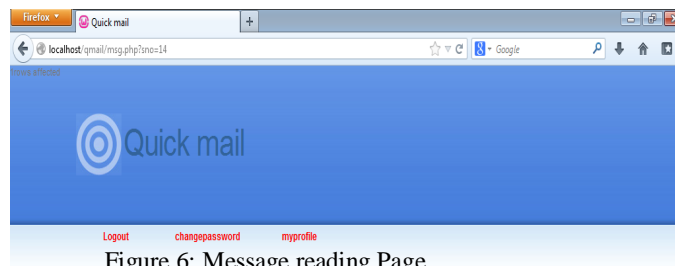 Firefox
Quick mail
+
localhost/qmail/msg.php?sno=14
Google
Quick mail
Logout changepassword myprofile
Figure 6: Message reading Page